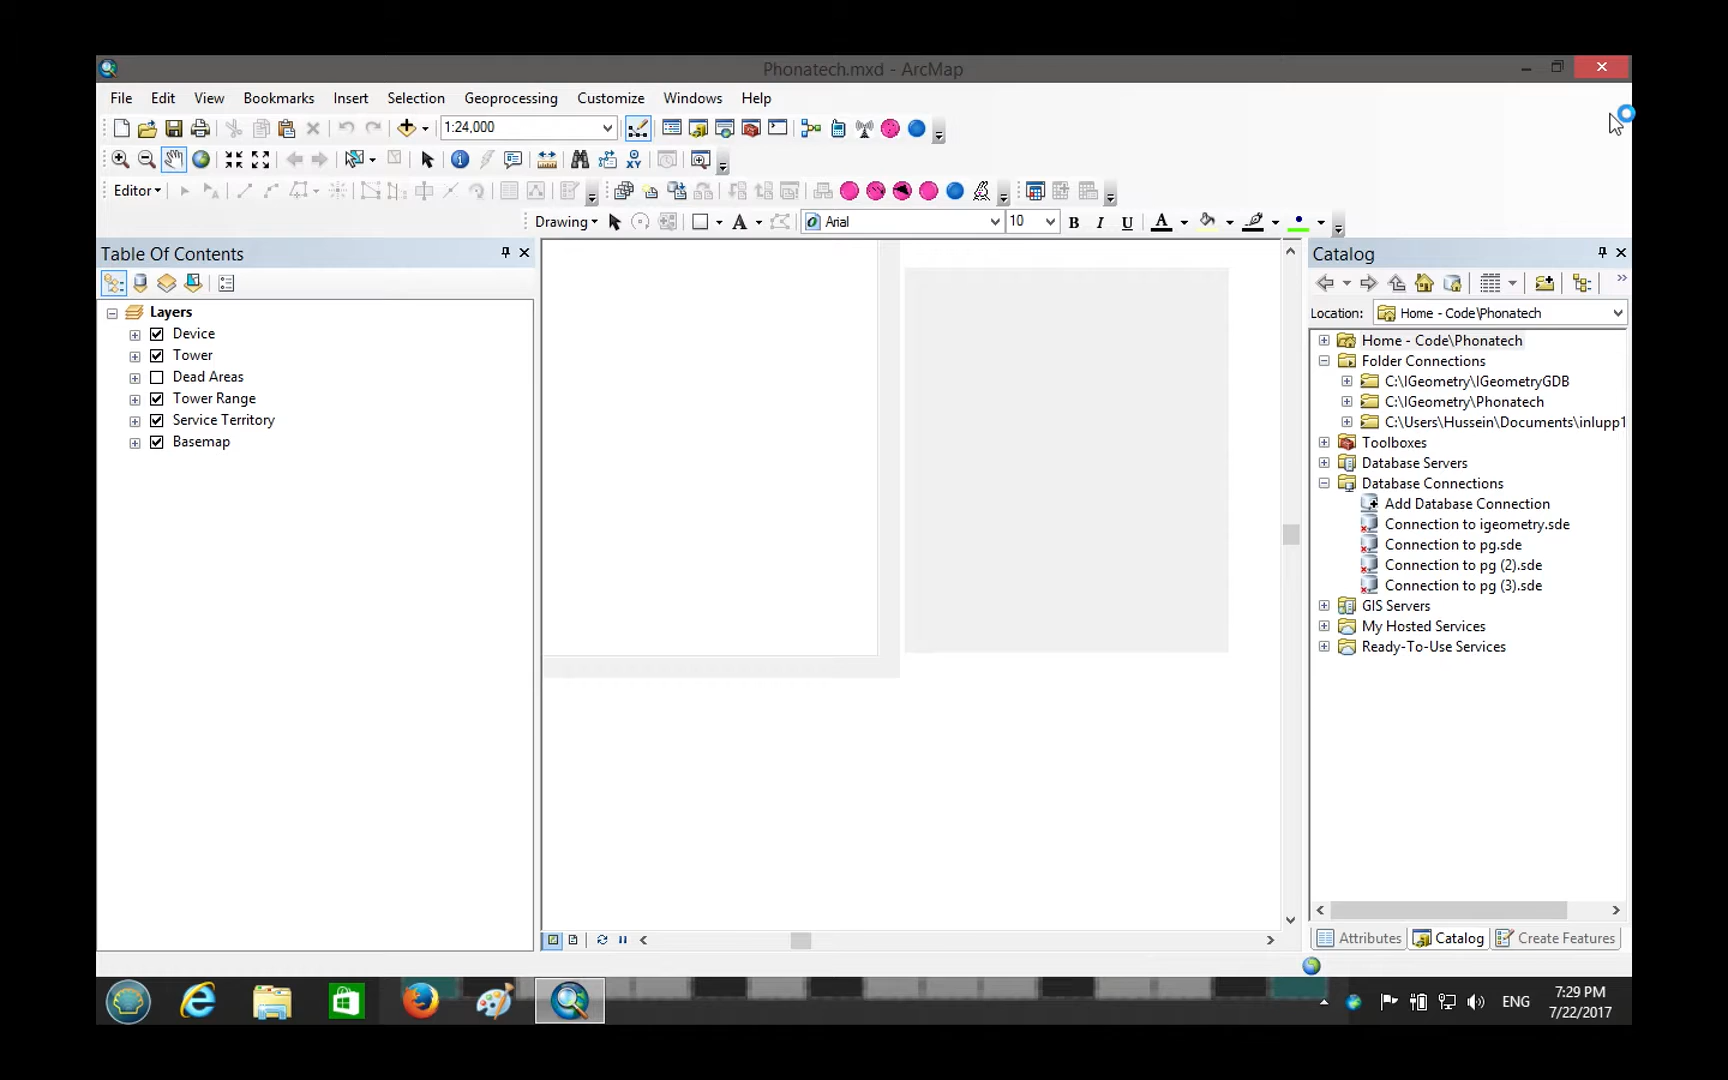 Phonatech.mxd - ArcMap
File Edit View Bookmarks Insert Selection Geoprocessing Customize Windows Help
1:24,000
Editor
Drawing A Arial 10 B I U A
Table Of Contents
Layers
Device
Tower
Dead Areas
Tower Range
Service Territory
Basemap
Catalog
Location: Home - Code\Phonatech
Home - Code\Phonatech
Folder Connections
C:\IGeometry\IGeometryGDB
C:\IGeometry\Phonatech
C:\Users\Hussein\Documents\inlupp1
Toolboxes
Database Servers
Database Connections
Add Database Connection
Connection to igeometry.sde
Connection to pg.sde
Connection to pg (2).sde
Connection to pg (3).sde
GIS Servers
My Hosted Services
Ready-To-Use Services
Attributes Catalog Create Features
ENG
7:29 PM
7/22/2017